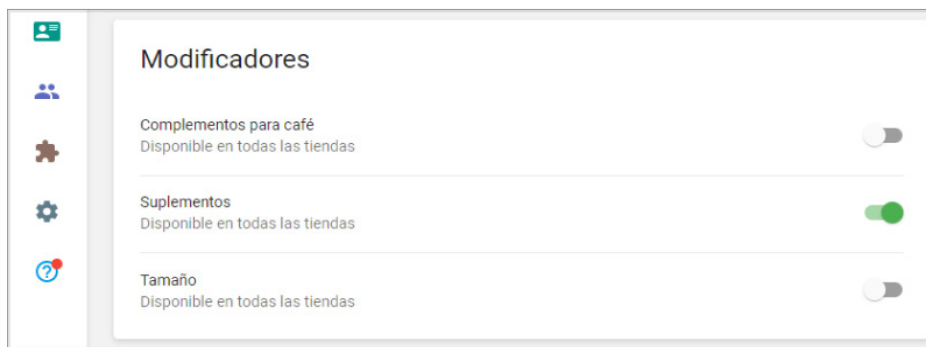 Modificadores
Complementos para café
Disponible en todas las tiendas
Suplementos
Disponible en todas las tiendas
Tamaño
Disponible en todas las tiendas